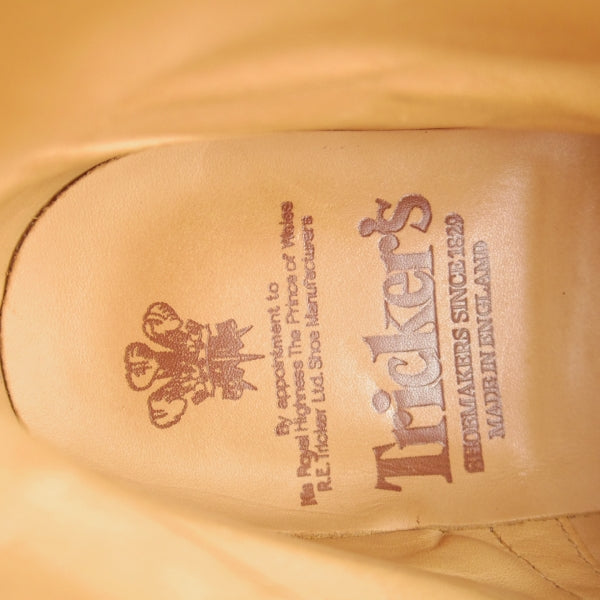 By appointment to
His Royal Highness The Prince of Wales
R.E. Tricker Ltd. Shoe Manufacturers
Tricker's
SHOEMAKERS SINCE 1829
MADE IN ENGLAND